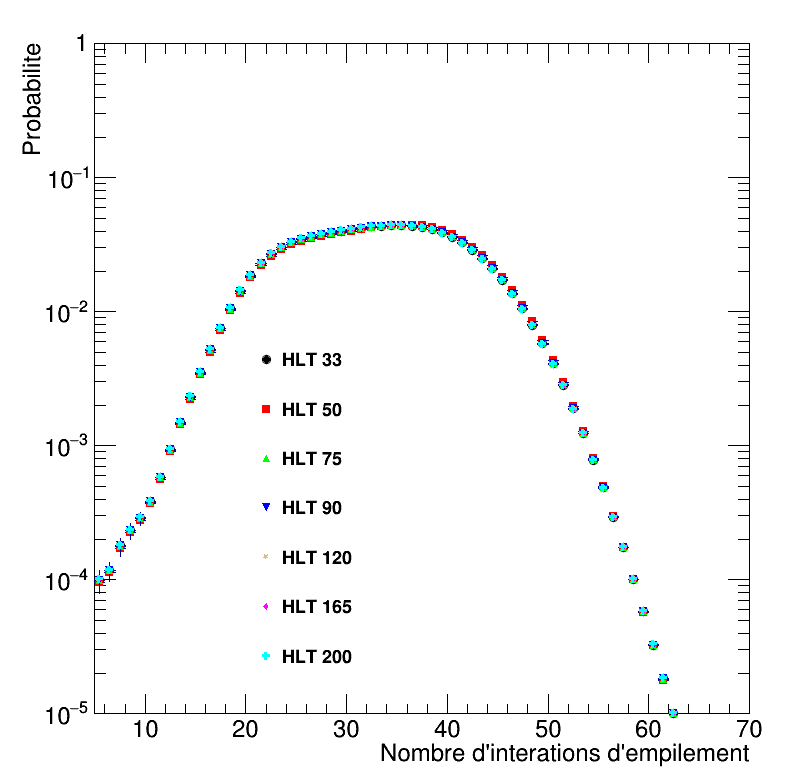 Probabilite
1
10⁻¹
10⁻²
10⁻³
10⁻⁴
10⁻⁵
HLT 33
HLT 50
HLT 75
HLT 90
HLT 120
HLT 165
HLT 200
10 20 30 40 50 60 70
Nombre d'interations d'empilement